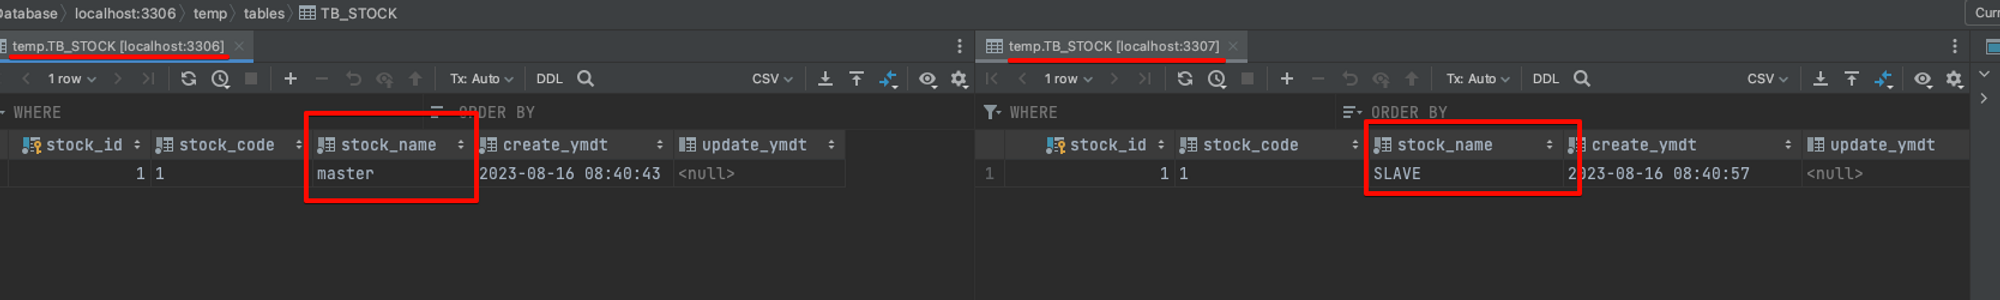 Database localhost:3306 temp tables TB_STOCK Curr
temp.TB_STOCK [localhost:3306] temp.TB_STOCK [localhost:3307]
1 row Tx: Auto DDL CSV 1 row Tx: Auto DDL CSV
WHERE ORDER BY WHERE ORDER BY
stock_id stock_code stock_name create_ymdt update_ymdt stock_id stock_code stock_name create_ymdt update_ymdt
1 1 master 2023-08-16 08:40:43 <null> 1 1 1 SLAVE 2023-08-16 08:40:57 <null>